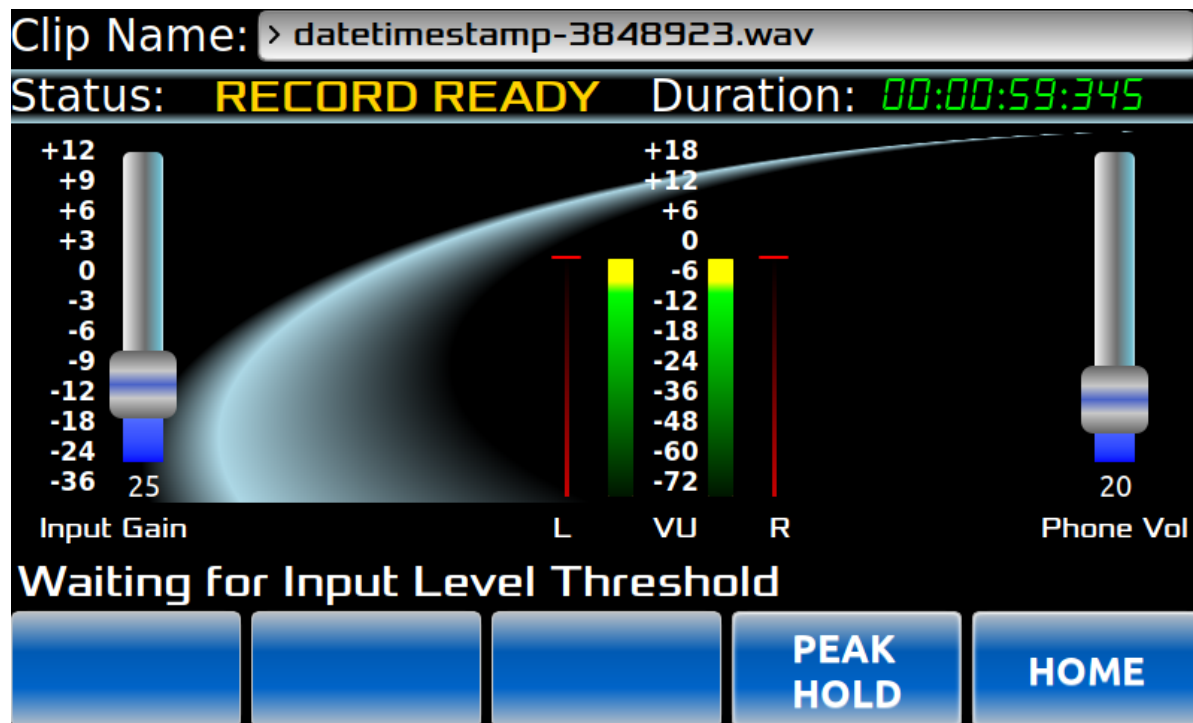 Clip Name: > datetimestamp-3848923.wav
Status: RECORD READY Duration: 00:00:59:345
+12 +18
+9 +12
+6 +6
+3 0
0 -6
-3 -12
-6 -18
-9 -24
-12 -36
-18 -48
-24 -60
-36 -72
25 20
Input Gain L VU R Phone Vol
Waiting for Input Level Threshold
PEAK
HOLD
HOME